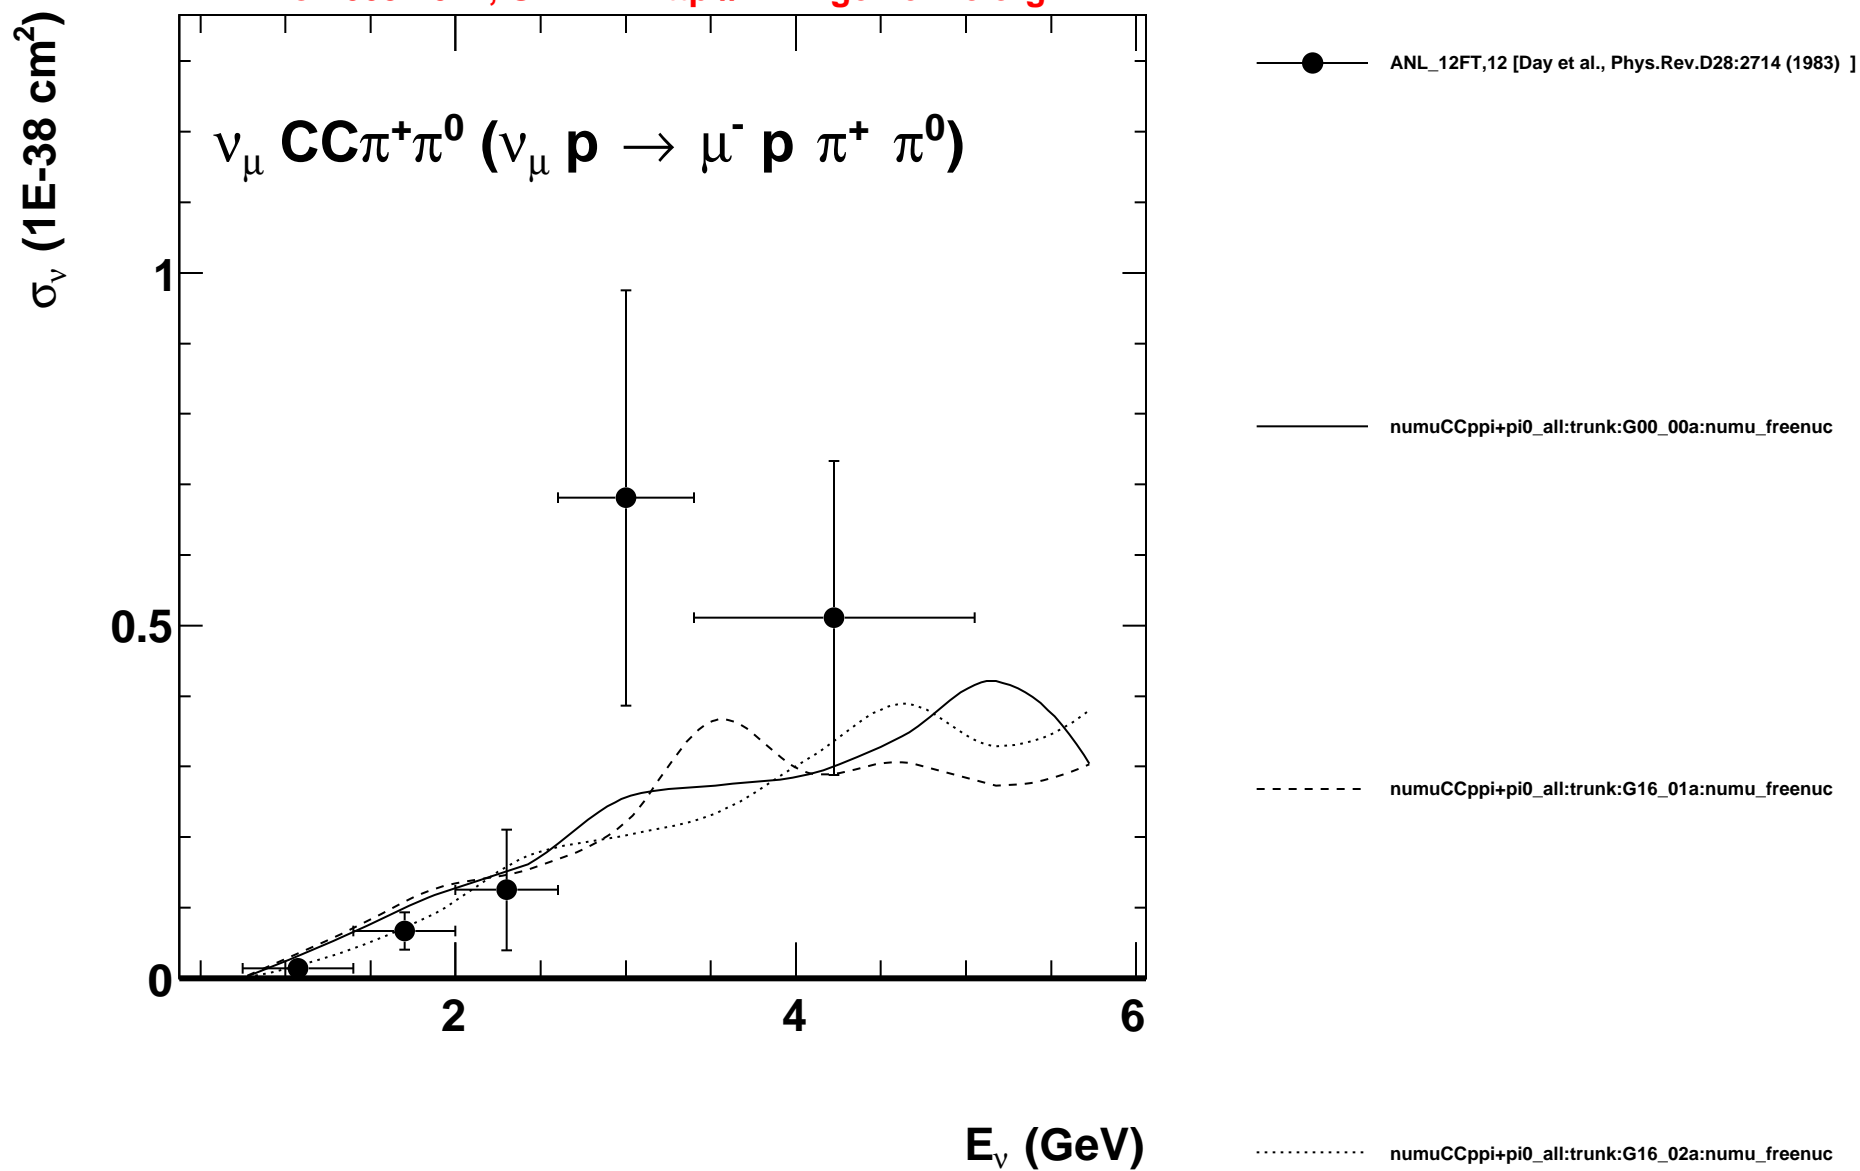 σν (1E-38 cm²)
νμ CCπ⁺π⁰ (νμ p → μ⁻ p π⁺ π⁰)
1
0.5
0
2 4 6
Eν (GeV)
ANL_12FT,12 [Day et al., Phys.Rev.D28:2714 (1983) ]
numuCCppi+pi0_all:trunk:G00_00a:numu_freenuc
numuCCppi+pi0_all:trunk:G16_01a:numu_freenuc
numuCCppi+pi0_all:trunk:G16_02a:numu_freenuc